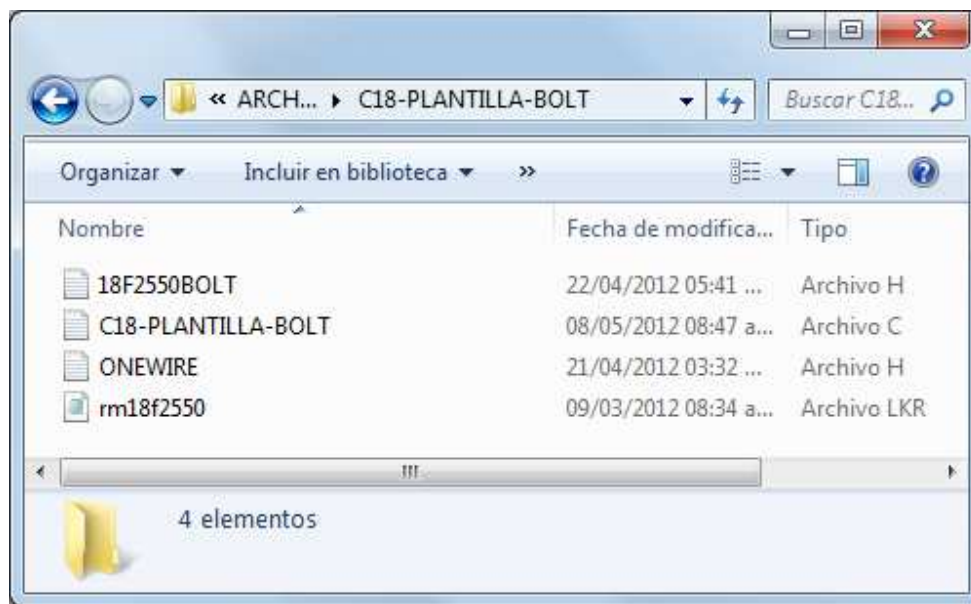 « ARCH... ▸ C18-PLANTILLA-BOLT Buscar C18...
Organizar Incluir en biblioteca »
Nombre Fecha de modifica... Tipo
18F2550BOLT 22/04/2012 05:41 ... Archivo H
C18-PLANTILLA-BOLT 08/05/2012 08:47 a... Archivo C
ONEWIRE 21/04/2012 03:32 ... Archivo H
rm18f2550 09/03/2012 08:34 a... Archivo LKR
4 elementos